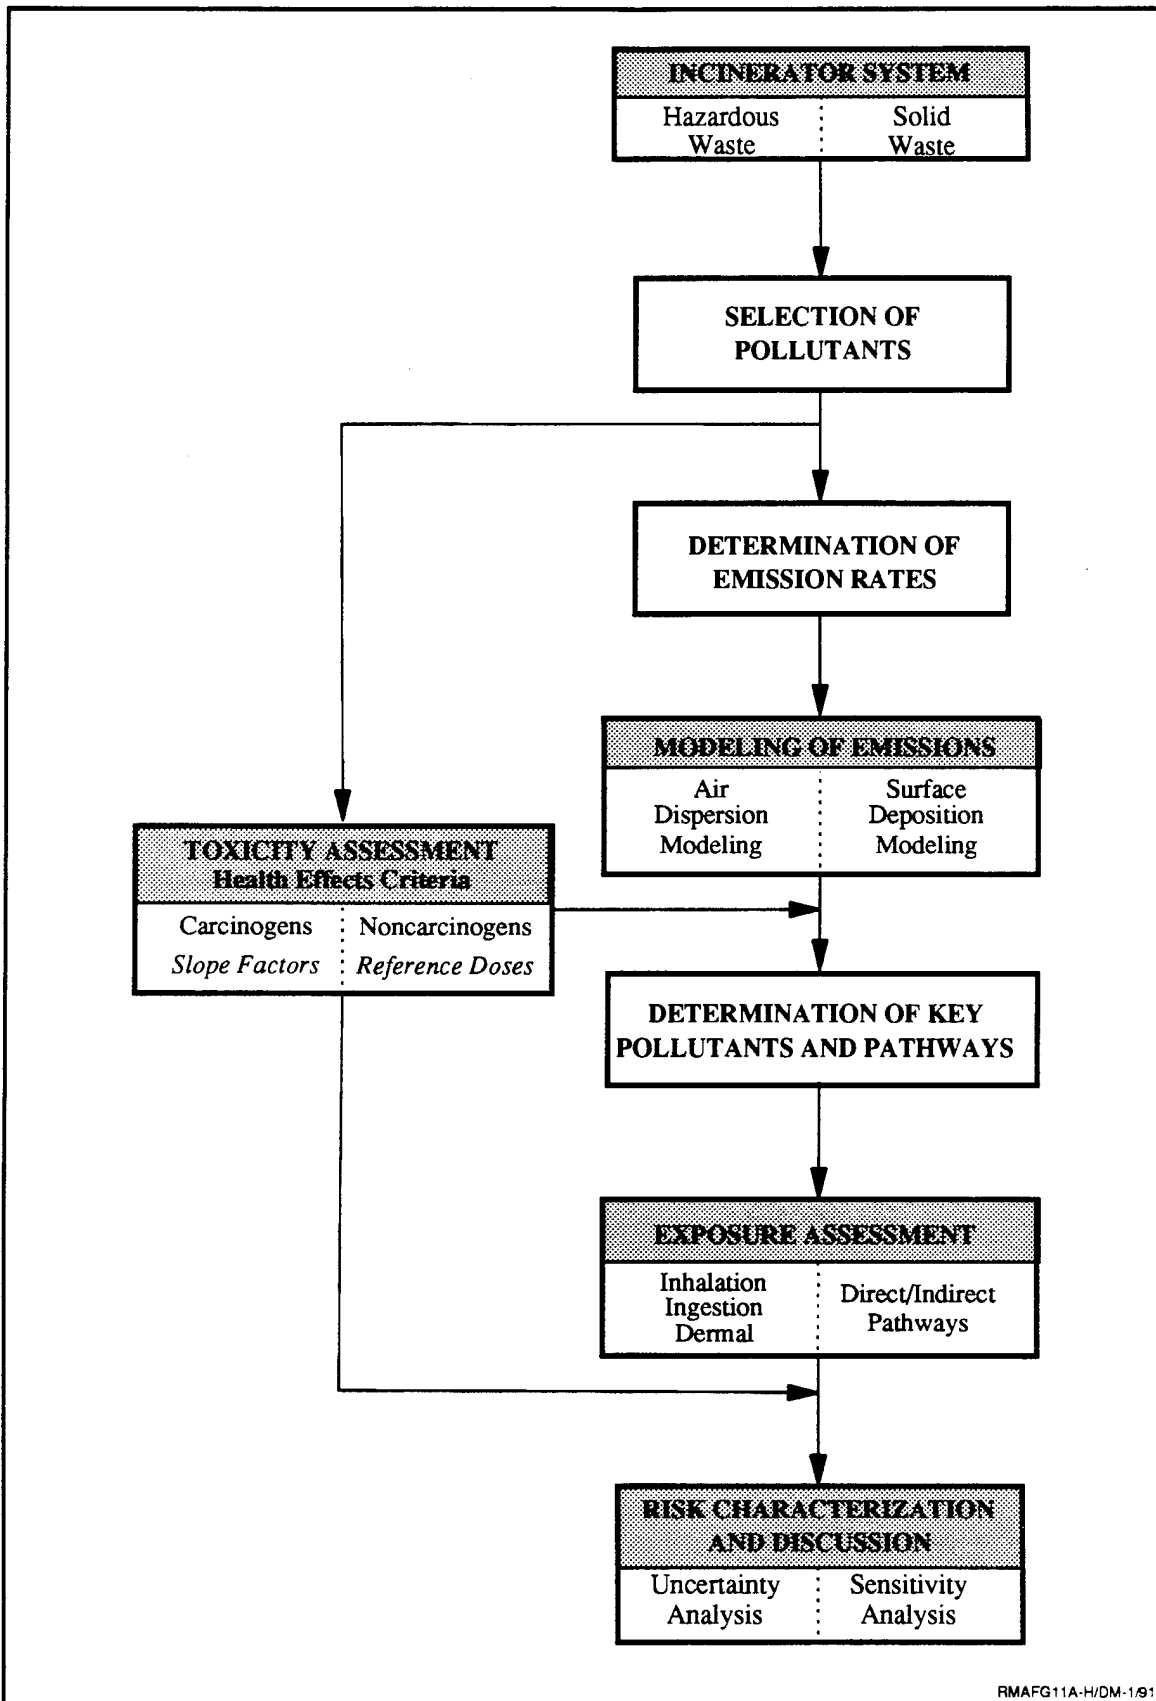 INCINERATOR SYSTEM
Hazardous
Waste
Solid
Waste
SELECTION OF
POLLUTANTS
DETERMINATION OF
EMISSION RATES
MODELING OF EMISSIONS
Air
Dispersion
Modeling
Surface
Deposition
Modeling
TOXICITY ASSESSMENT
Health Effects Criteria
Carcinogens
Slope Factors
Noncarcinogens
Reference Doses
DETERMINATION OF KEY
POLLUTANTS AND PATHWAYS
EXPOSURE ASSESSMENT
Inhalation
Ingestion
Dermal
Direct/Indirect
Pathways
RISK CHARACTERIZATION
AND DISCUSSION
Uncertainty
Analysis
Sensitivity
Analysis
RMAFG11A-H/DM-1/91